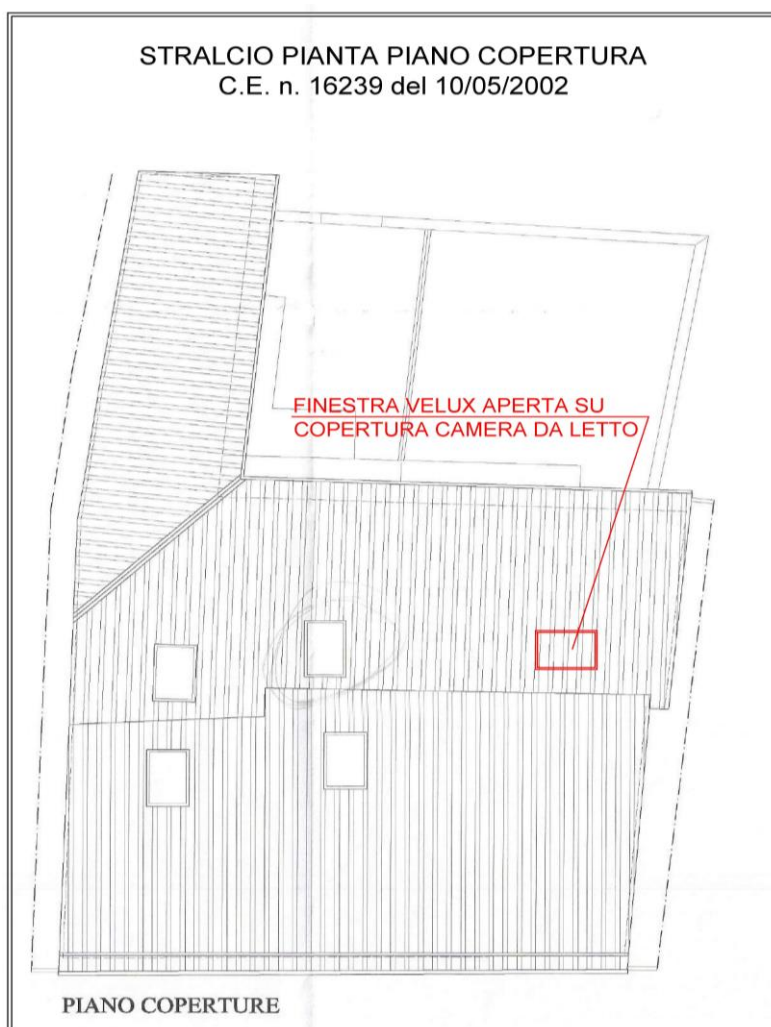 STRALCIO PIANTA PIANO COPERTURA
C.E. n. 16239 del 10/05/2002
FINESTRA VELUX APERTA SU
COPERTURA CAMERA DA LETTO
PIANO COPERTURE